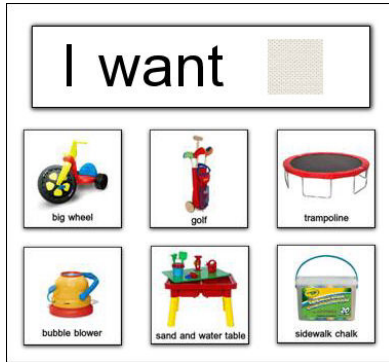 I want
big wheel
golf
trampoline
bubble blower
sand and water table
sidewalk chalk